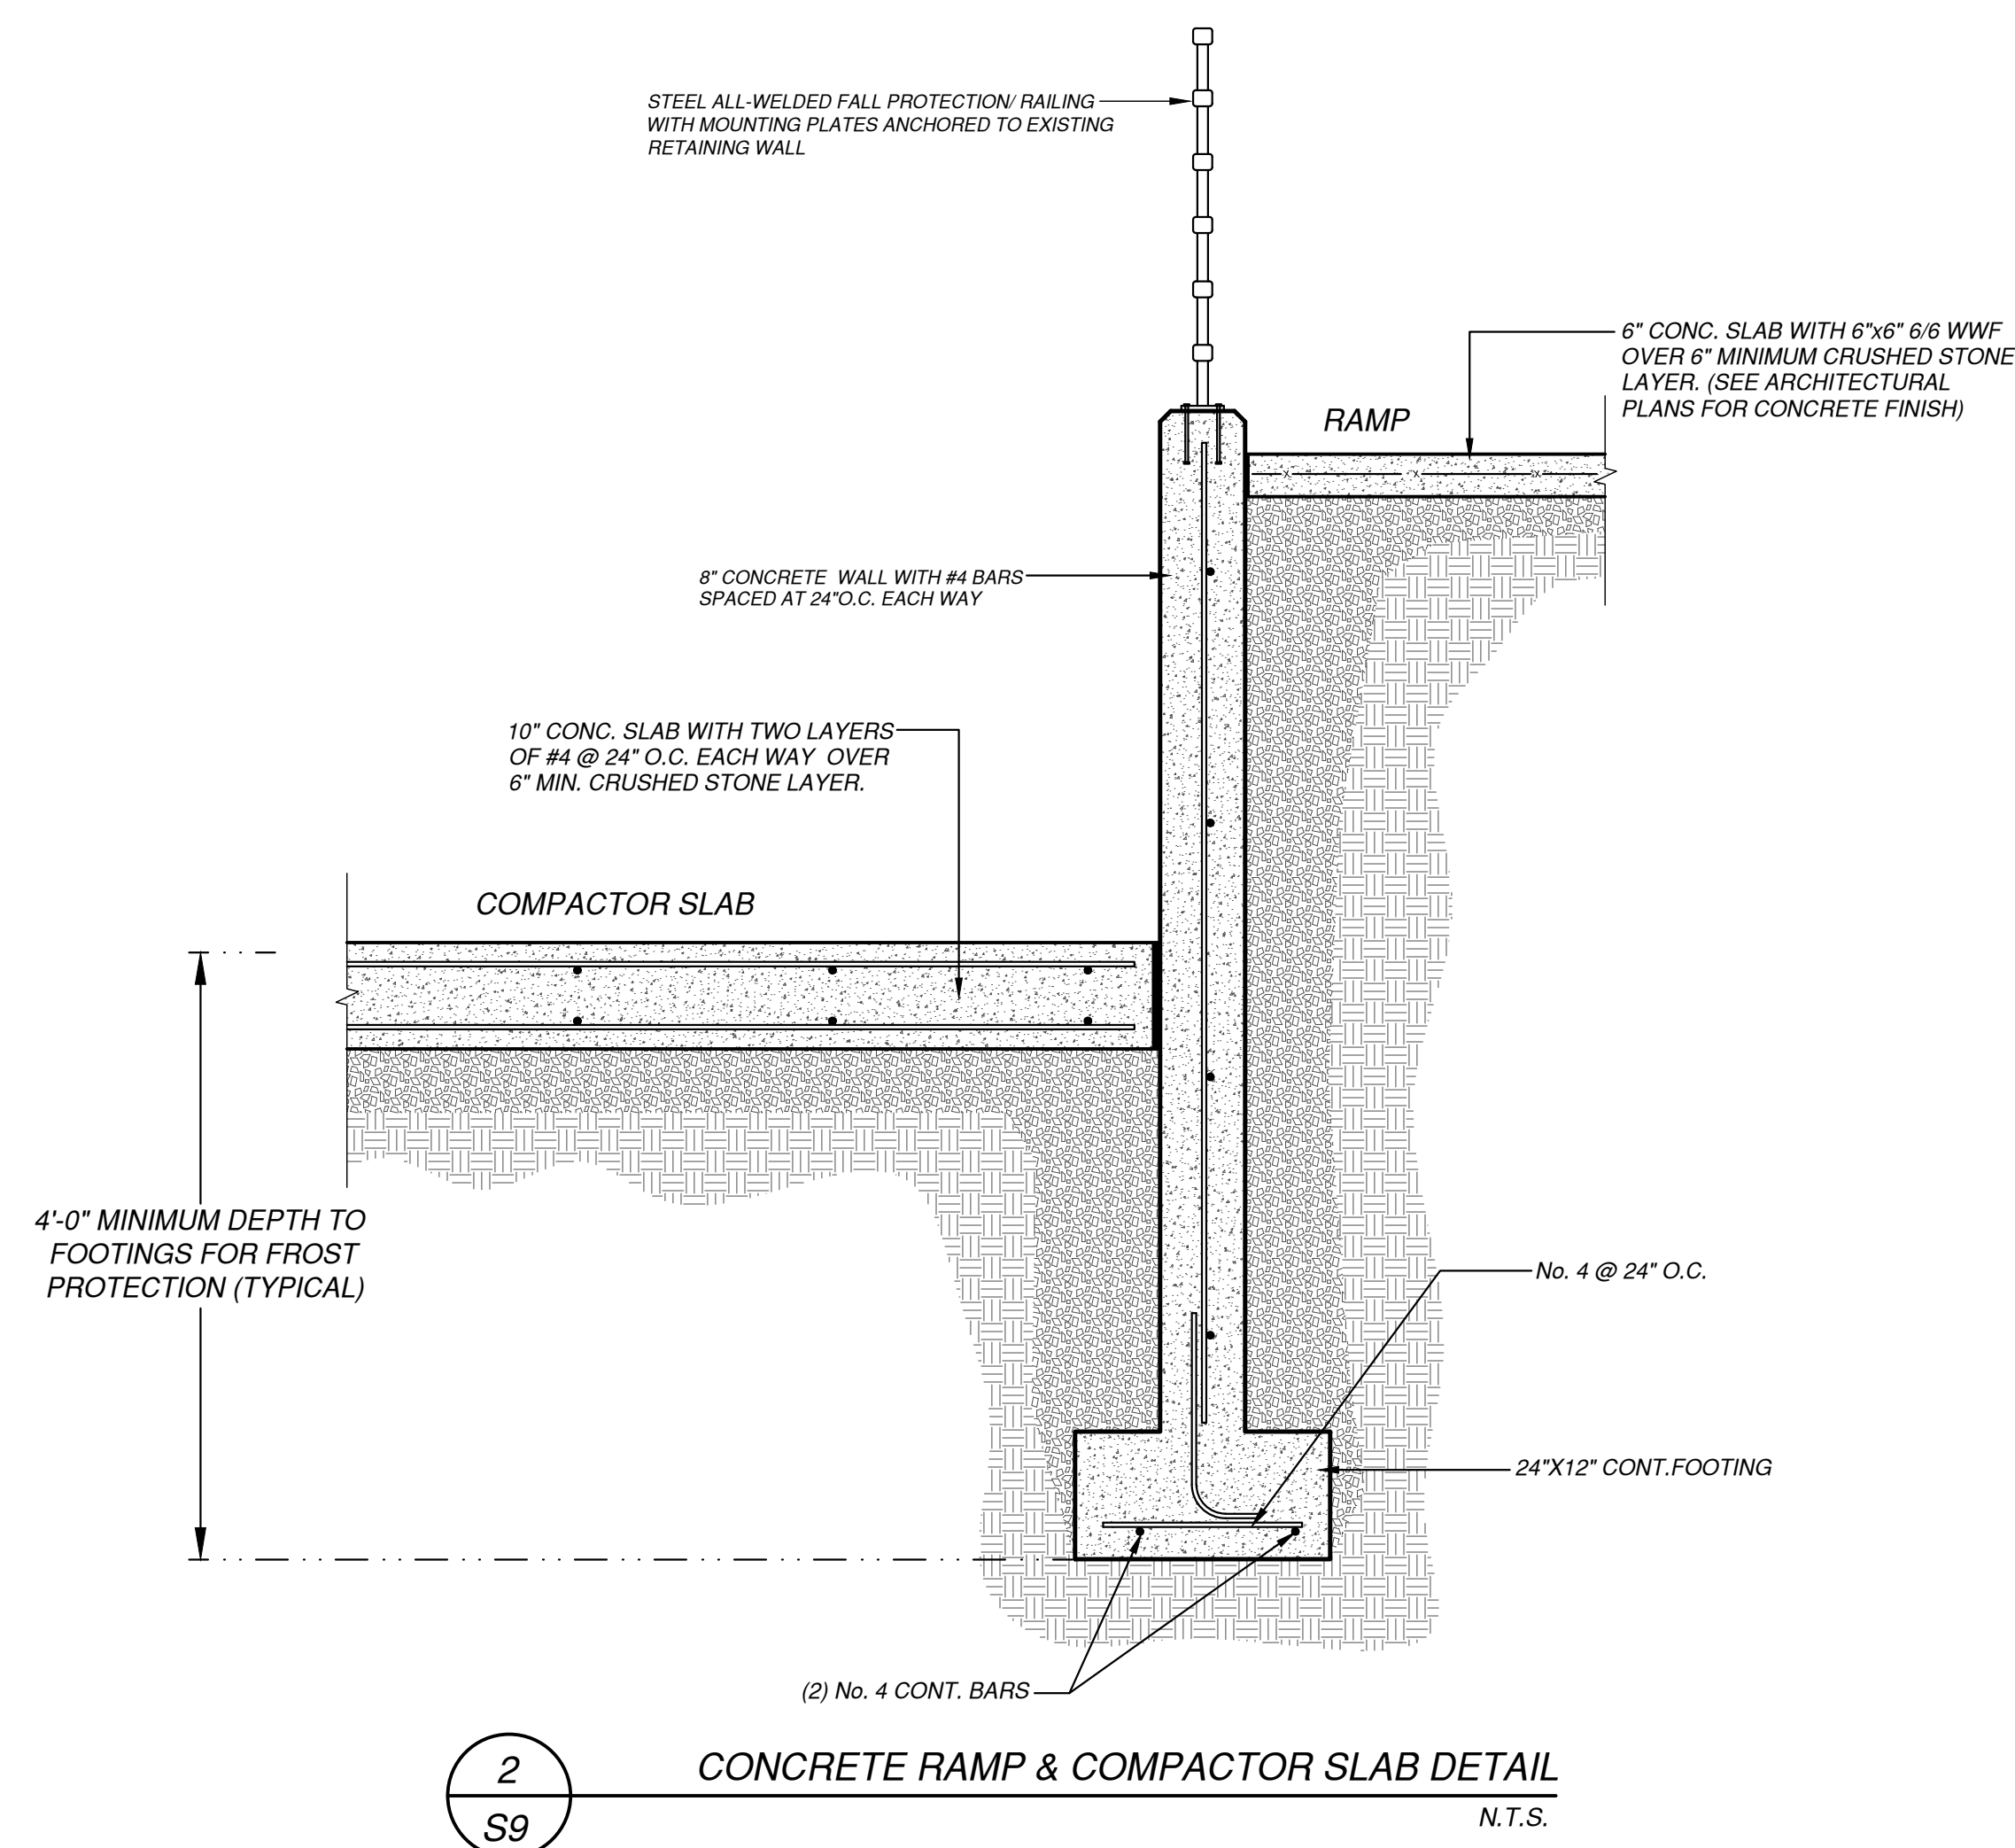 STEEL ALL-WELDED FALL PROTECTION/ RAILING
WITH MOUNTING PLATES ANCHORED TO EXISTING
RETAINING WALL
6" CONC. SLAB WITH 6"x6" 6/6 WWF
OVER 6" MINIMUM CRUSHED STONE
LAYER. (SEE ARCHITECTURAL
PLANS FOR CONCRETE FINISH)
RAMP
8" CONCRETE WALL WITH #4 BARS
SPACED AT 24"O.C. EACH WAY
10" CONC. SLAB WITH TWO LAYERS
OF #4 @ 24" O.C. EACH WAY OVER
6" MIN. CRUSHED STONE LAYER.
COMPACTOR SLAB
4'-0" MINIMUM DEPTH TO
FOOTINGS FOR FROST
PROTECTION (TYPICAL)
No. 4 @ 24" O.C.
24"X12" CONT.FOOTING
(2) No. 4 CONT. BARS
2
S9
CONCRETE RAMP & COMPACTOR SLAB DETAIL
N.T.S.